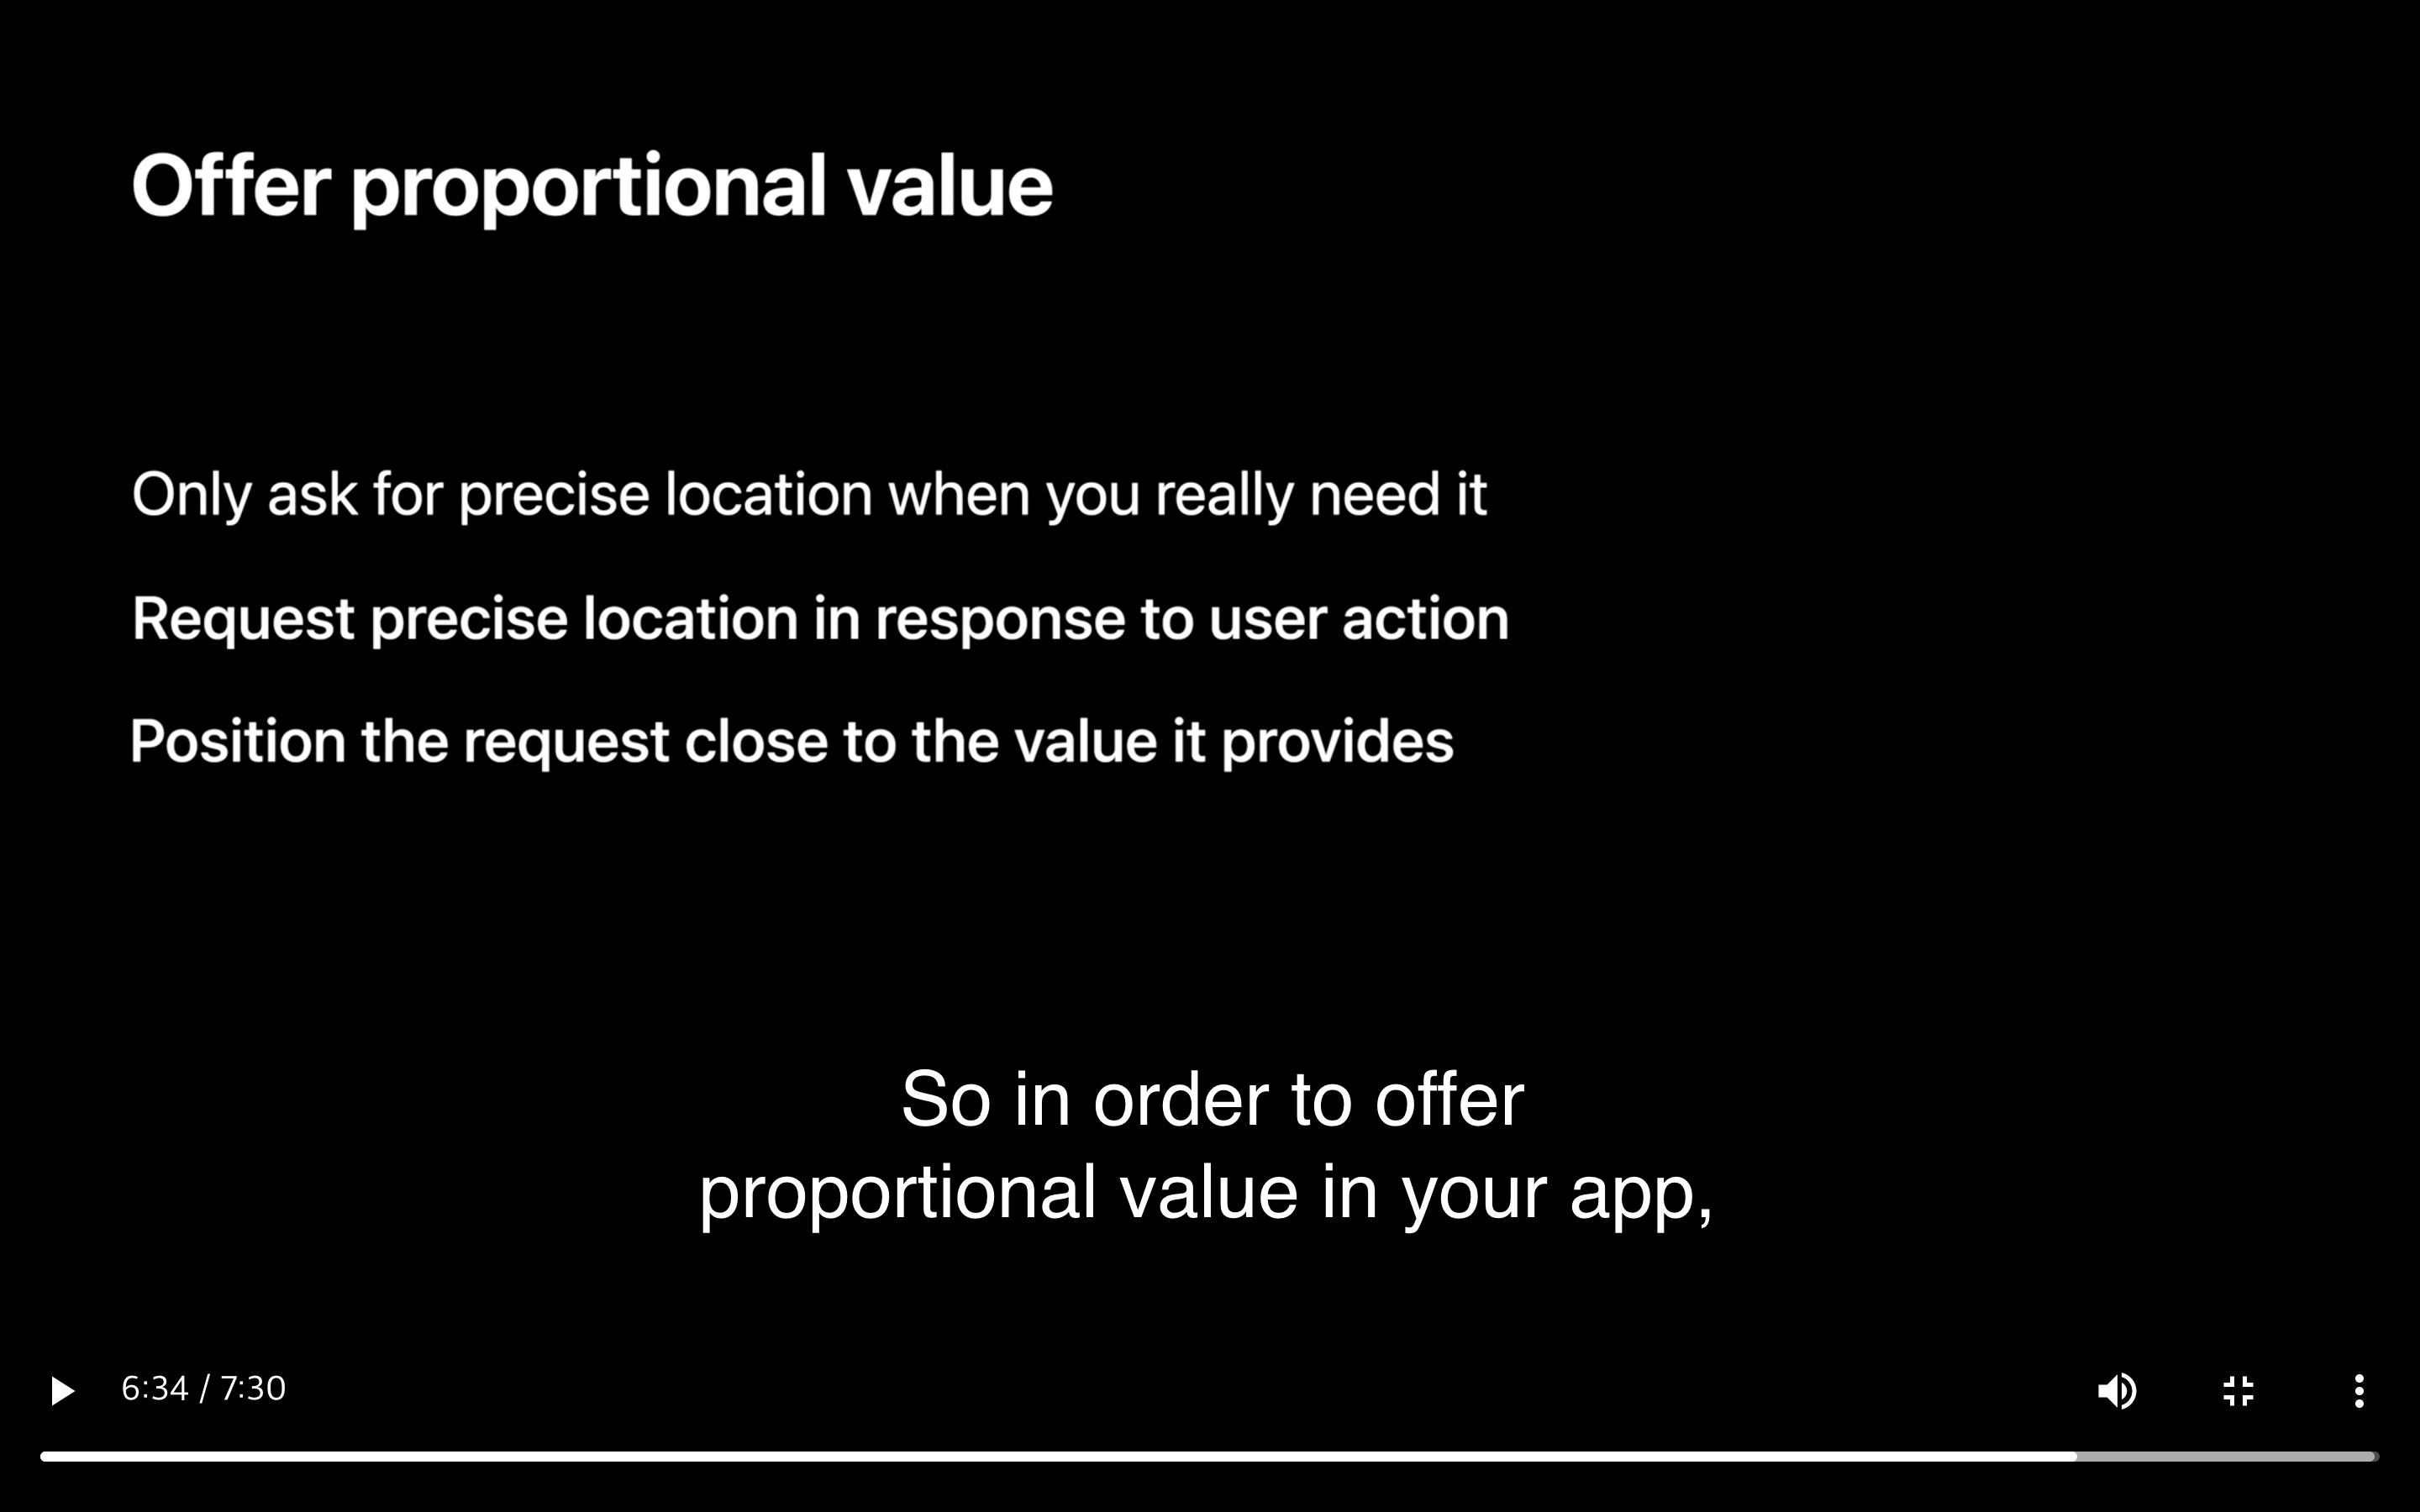 Offer proportional value
Only ask for precise location when you really need it
Request precise location in response to user action
Position the request close to the value it provides
So in order to offer
proportional value in your app,
6:34 / 7:30